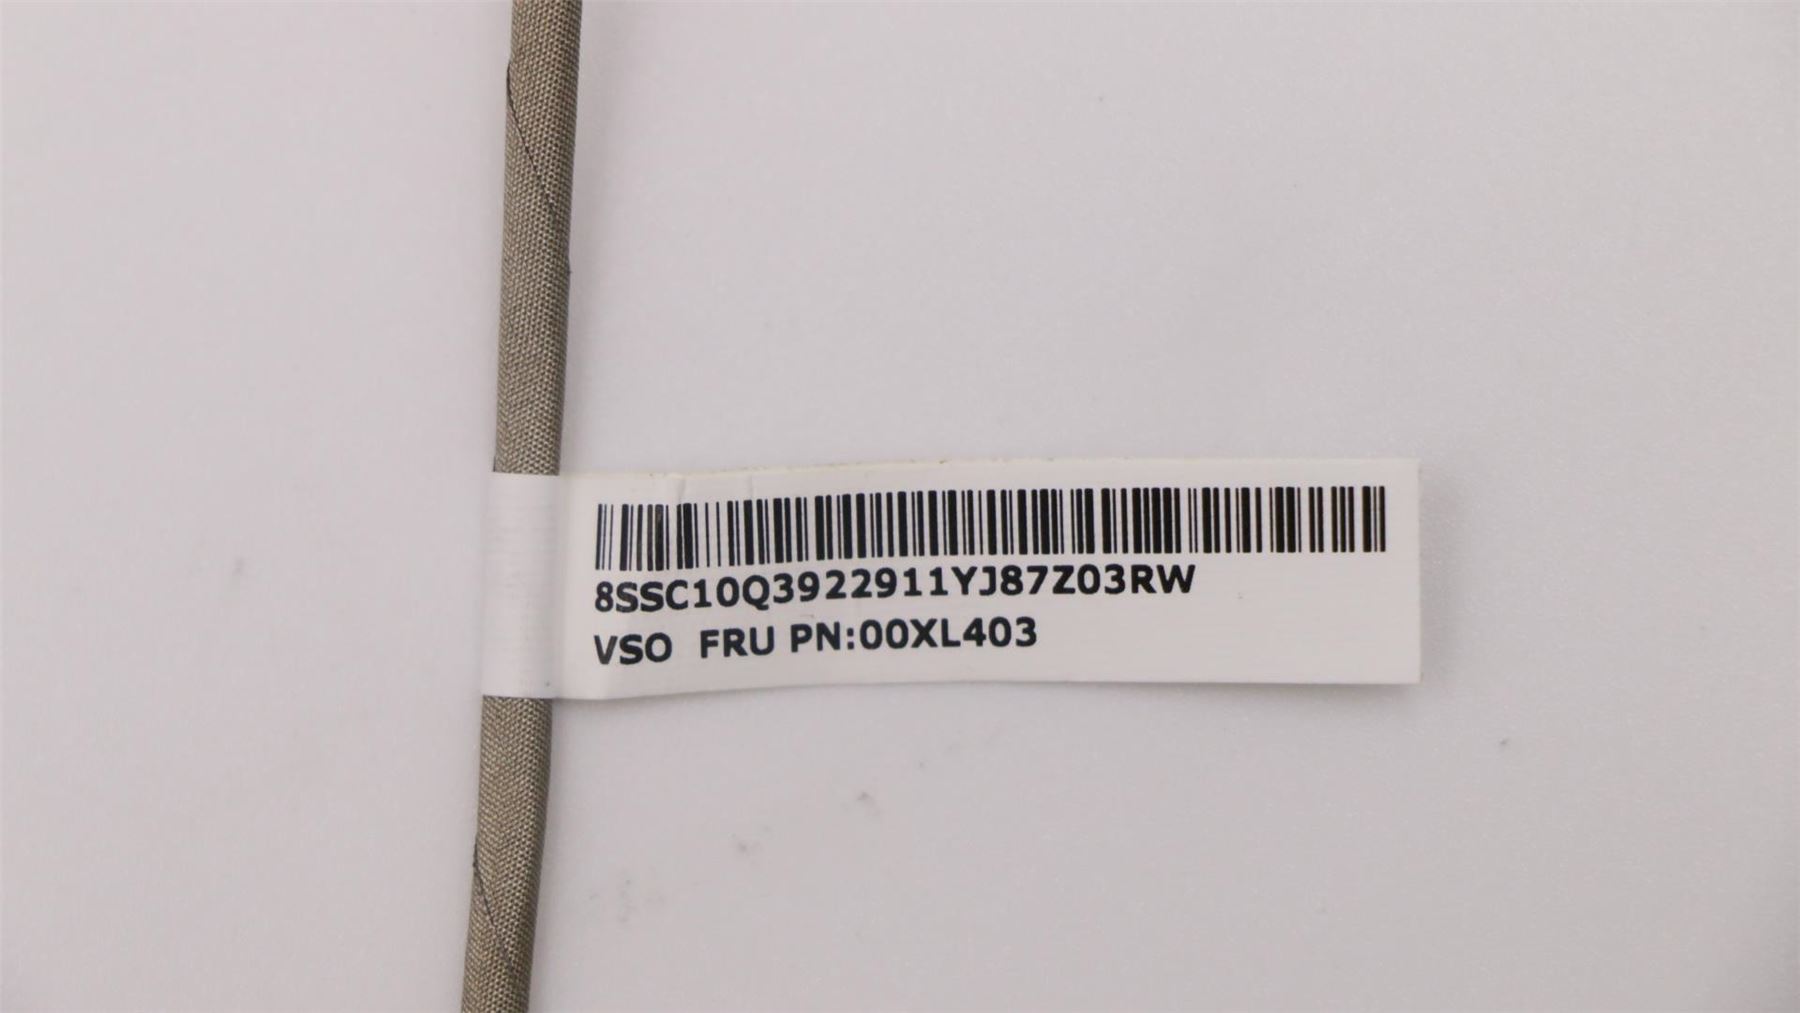 8SSC10Q3922911YJ87Z03RW
VSO FRU PN:00XL403